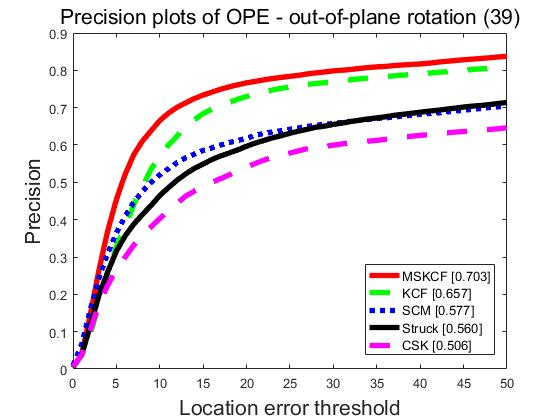 Precision plots of OPE - out-of-plane rotation (39)
0.9
0.8
0.7
0.6
0.5
0.4
0.3
0.2
0.1
0
Precision
MSKCF [0.703]
KCF [0.657]
SCM [0.577]
Struck [0.560]
CSK [0.506]
0 5 10 15 20 25 30 35 40 45 50
Location error threshold